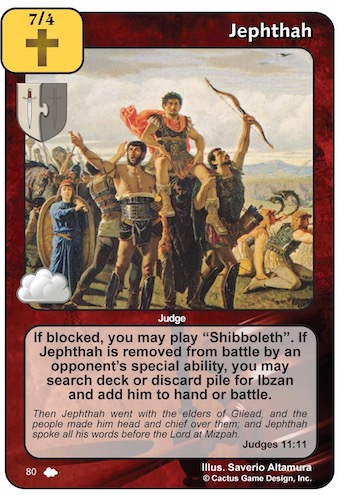 7/4
Jephthah
Judge
If blocked, you may play “Shibboleth”. If
Jephthah is removed from battle by an
opponent’s special ability, you may
search deck or discard pile for Ibzan
and add him to hand or battle.
Then Jephthah went with the elders of Gilead, and the
people made him head and chief over them; and Jephthah
spoke all his words before the Lord at Mizpah.
Judges 11:11
Illus. Saverio Altamura
80
© Cactus Game Design, Inc.